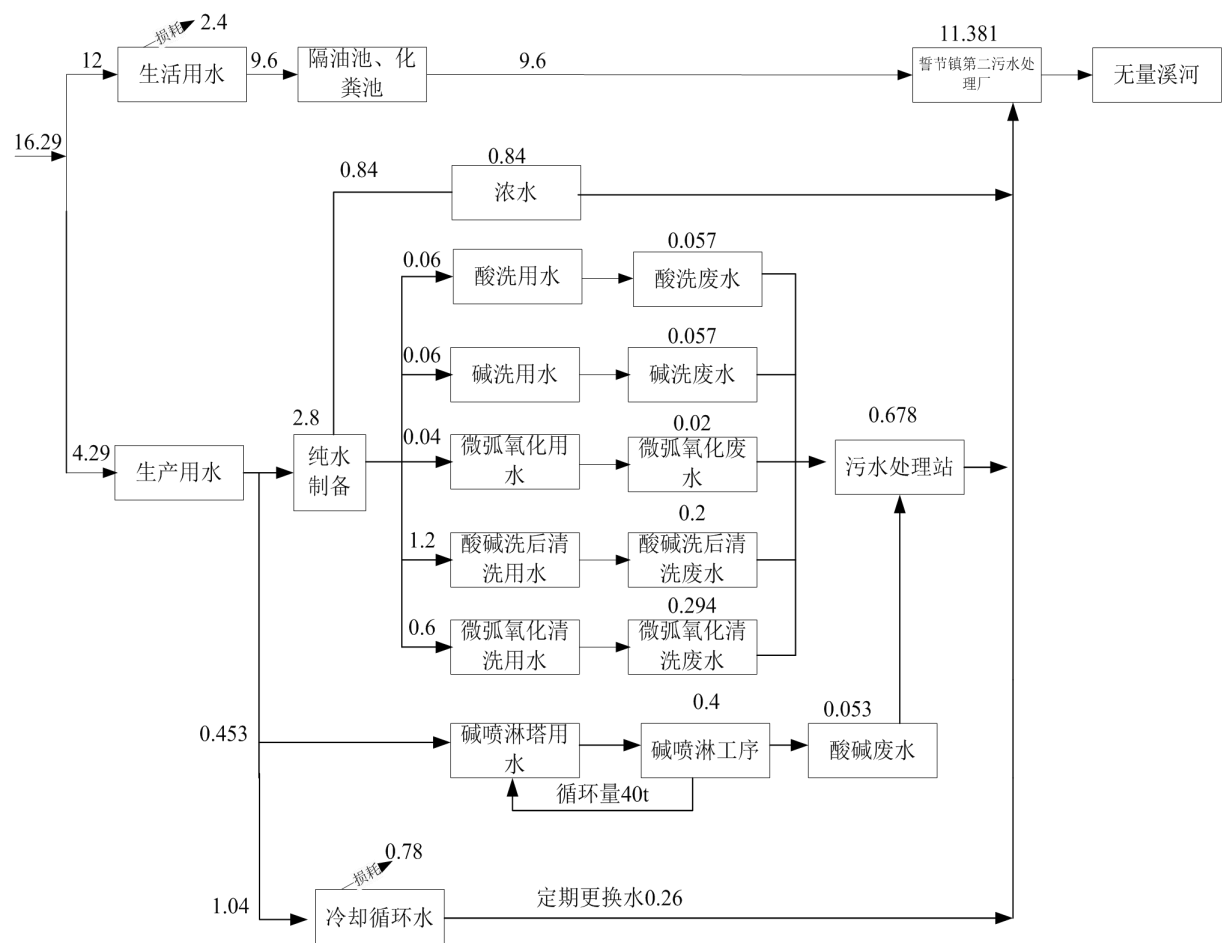 损耗
2.4
11.381
12
生活用水
9.6
隔油池、化
粪池
9.6
誓节镇第二污水处
理厂
无量溪河
16.29
0.84
0.84
浓水
0.06
酸洗用水
0.057
酸洗废水
0.06
碱洗用水
0.057
碱洗废水
4.29
生产用水
2.8
纯水
制备
0.04
微弧氧化用
水
0.02
微弧氧化废
水
0.678
污水处理站
1.2
酸碱洗后清
洗用水
0.2
酸碱洗后清
洗废水
0.6
微弧氧化清
洗用水
0.294
微弧氧化清
洗废水
0.453
碱喷淋塔用
水
0.4
碱喷淋工序
0.053
酸碱废水
循环量40t
损耗
0.78
1.04
冷却循环水
定期更换水0.26